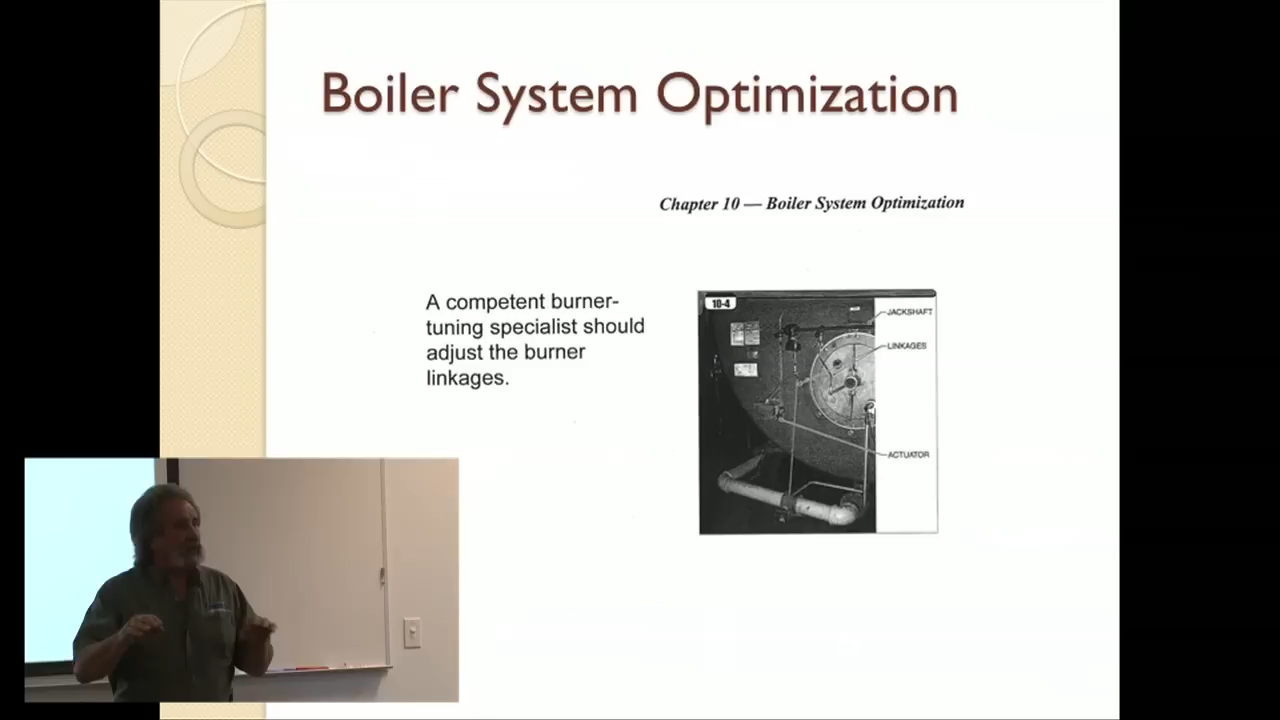 Boiler System Optimization
Chapter 10 — Boiler System Optimization
A competent burner-
tuning specialist should
adjust the burner
linkages.
10-4
JACKSHAFT
LINKAGES
ACTUATOR